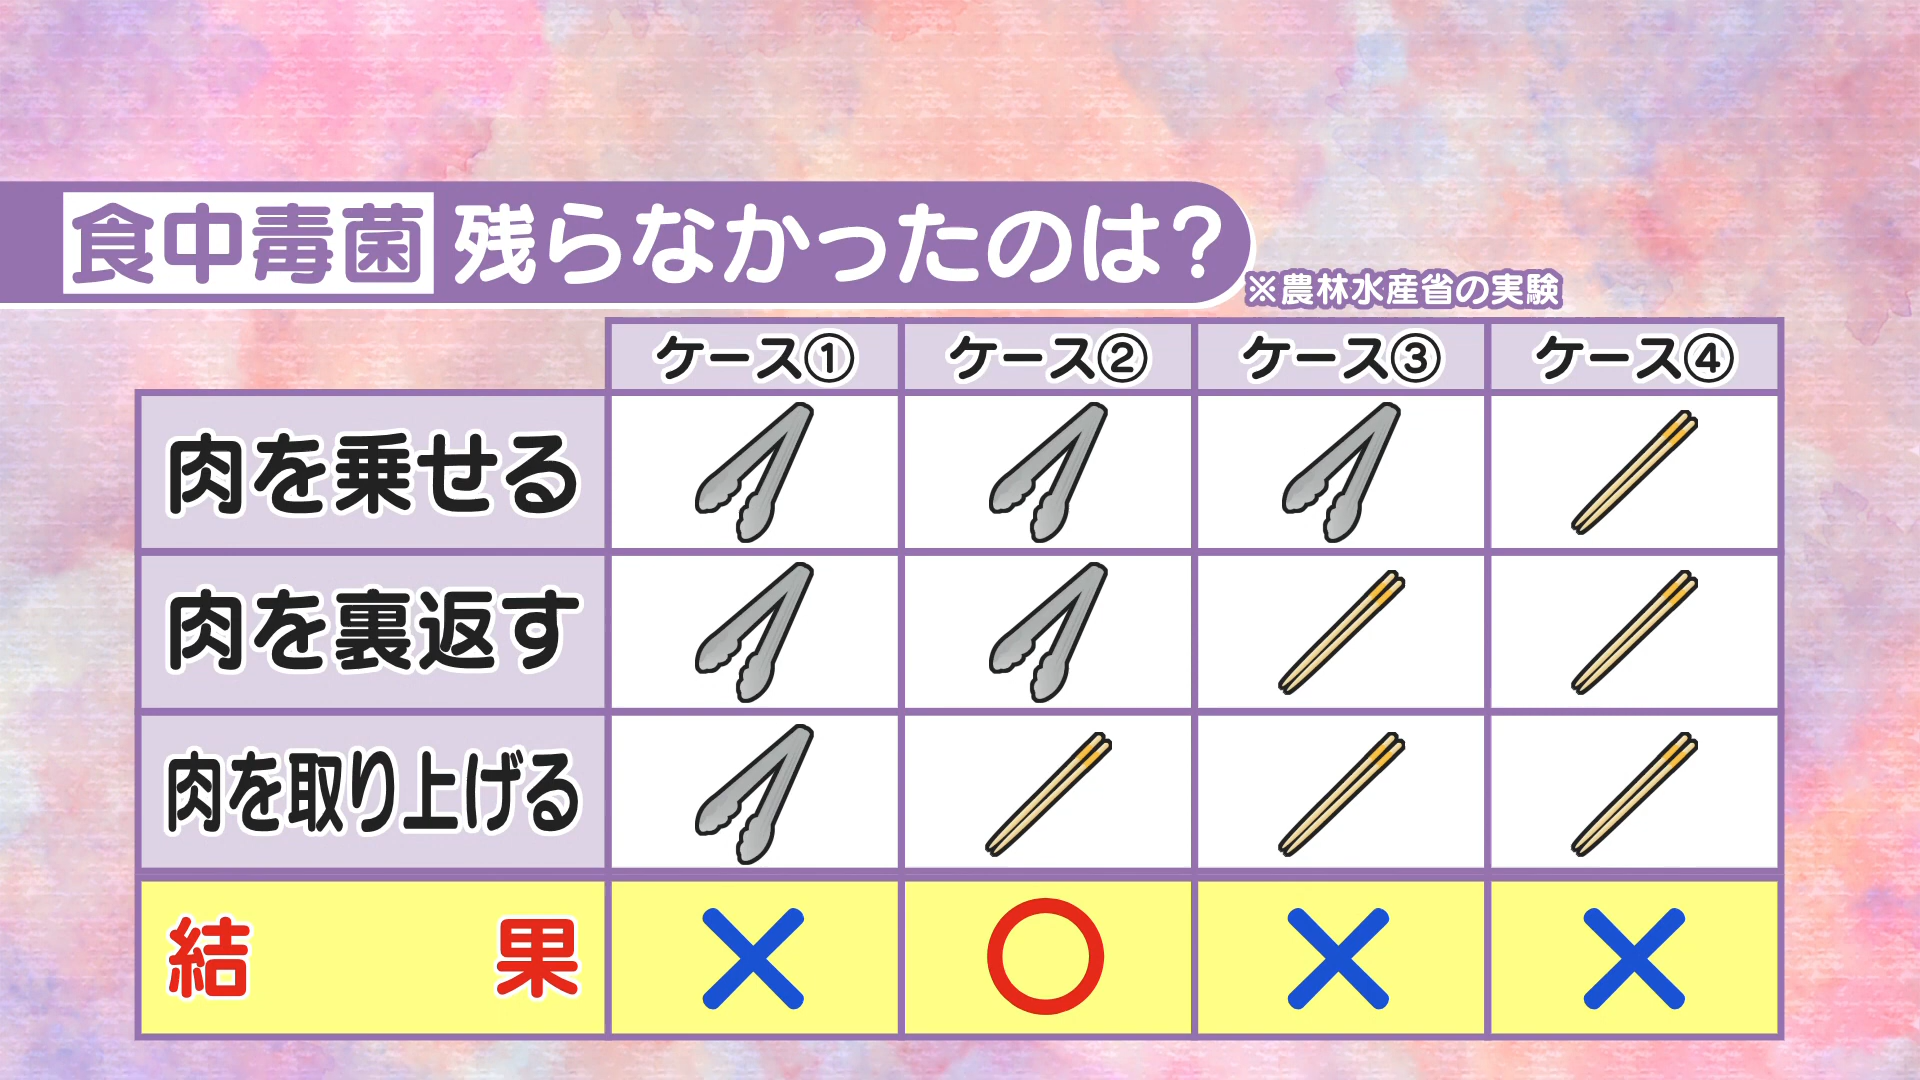 食中毒菌 残らなかったのは？
※農林水産省の実験
ケース① ケース② ケース③ ケース④
肉を乗せる
肉を裏返す
肉を取り上げる
結果 × ○ × ×